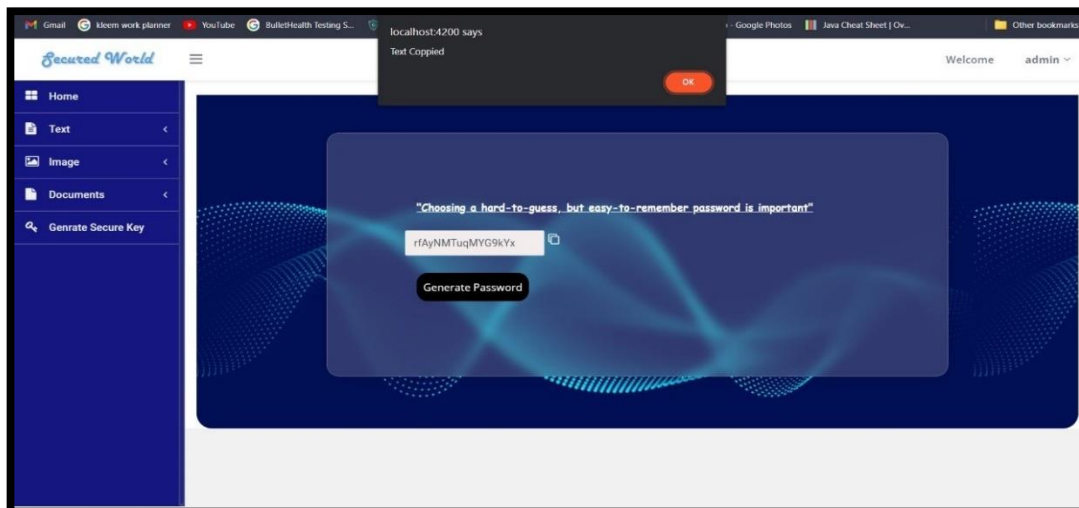 Gmail kleem work planner YouTube BulletHealth Testing S... - Google Photos Java Cheat Sheet | Ov... Other bookmarks
localhost:4200 says
Text Coppied
OK
Secured World
Welcome admin
Home
Text
Image
Documents
Genrate Secure Key
"Choosing a hard-to-guess, but easy-to-remember password is important"
rfAyNMTuqMYG9kYx
Generate Password